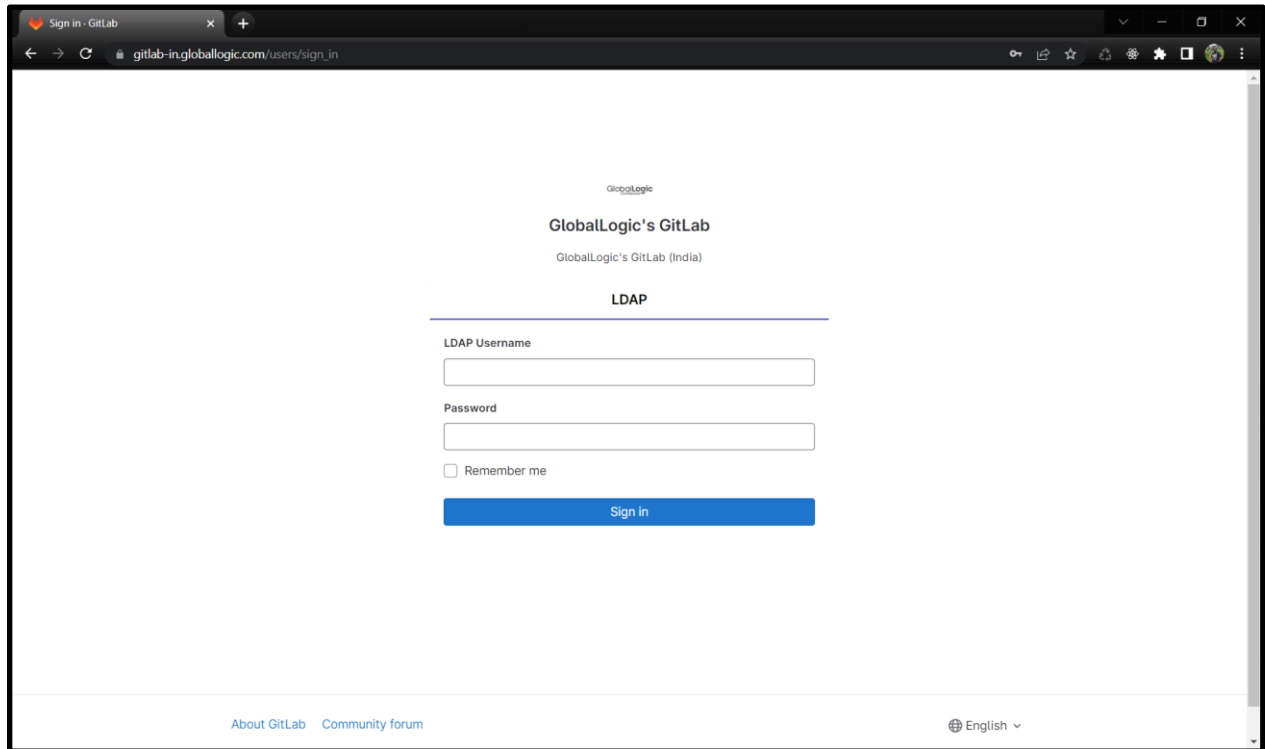 Sign in · GitLab
gitlab-in.globallogic.com/users/sign_in
GlobalLogic
GlobalLogic's GitLab
GlobalLogic's GitLab (India)
LDAP
LDAP Username
Password
Remember me
Sign in
About GitLab Community forum English